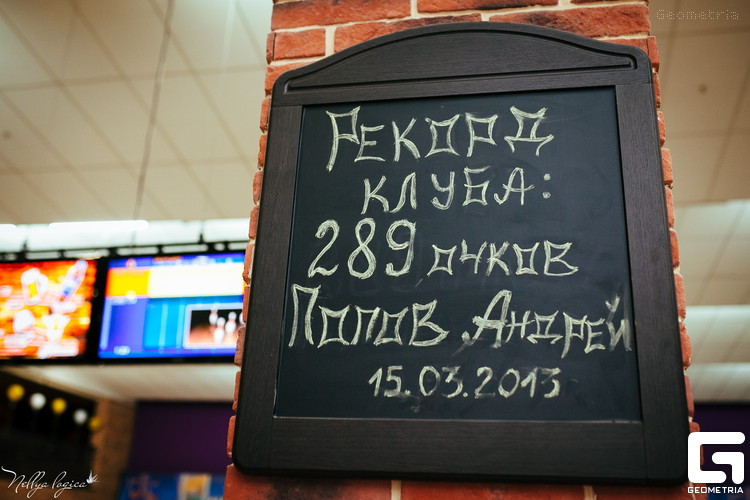 Geometria
РЕКОРД
КЛУБА:
289 ОЧКОВ
ПОПОВ АНДРЕЙ
15.03.2013
Nellya logica
G
GEOMETRIA